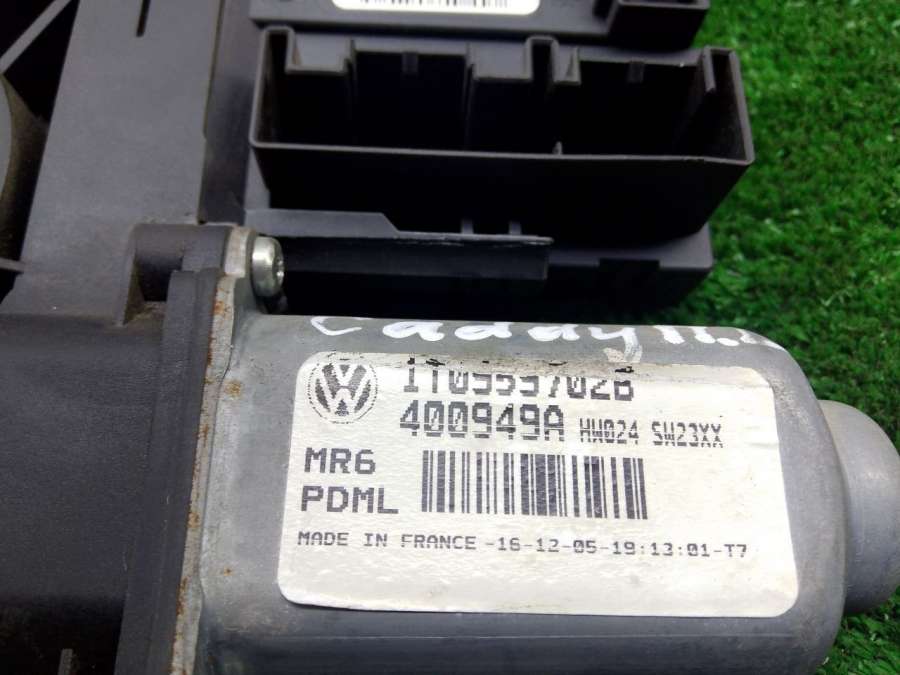 Caddy
1T0959702B
400949A HW024 SW23XX
MR6
PDML
MADE IN FRANCE -16-12-05-19:13:01-T7